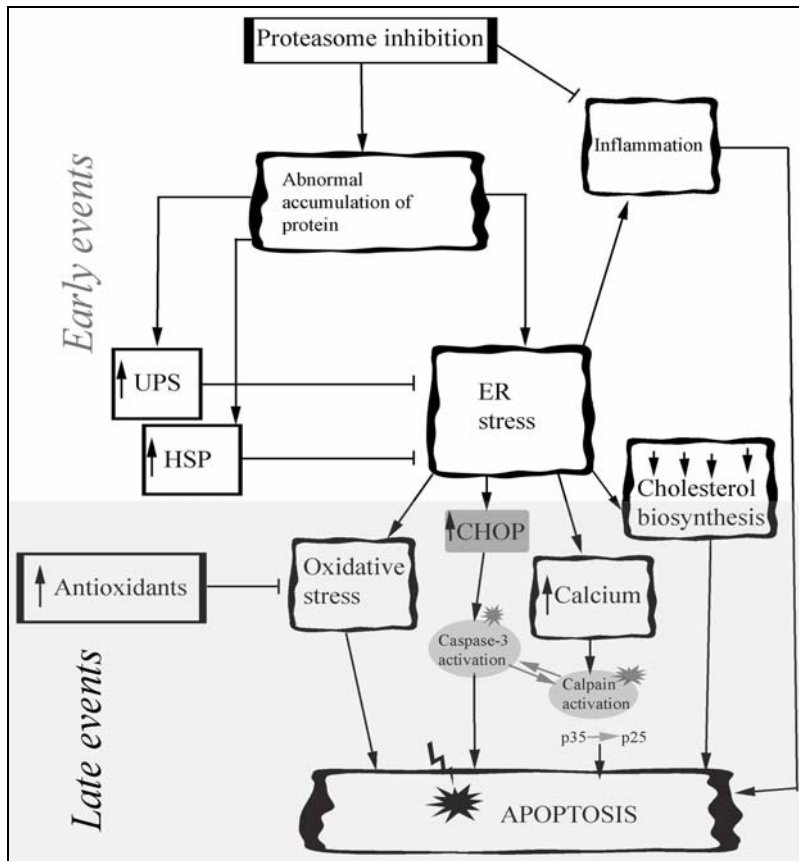 Proteasome inhibition
Inflammation
Abnormal
accumulation of
protein
Early events
UPS
ER
stress
HSP
Cholesterol
biosynthesis
CHOP
Antioxidants
Oxidative
stress
Calcium
Caspase-3
activation
Calpain
activation
p35 p25
Late events
APOPTOSIS